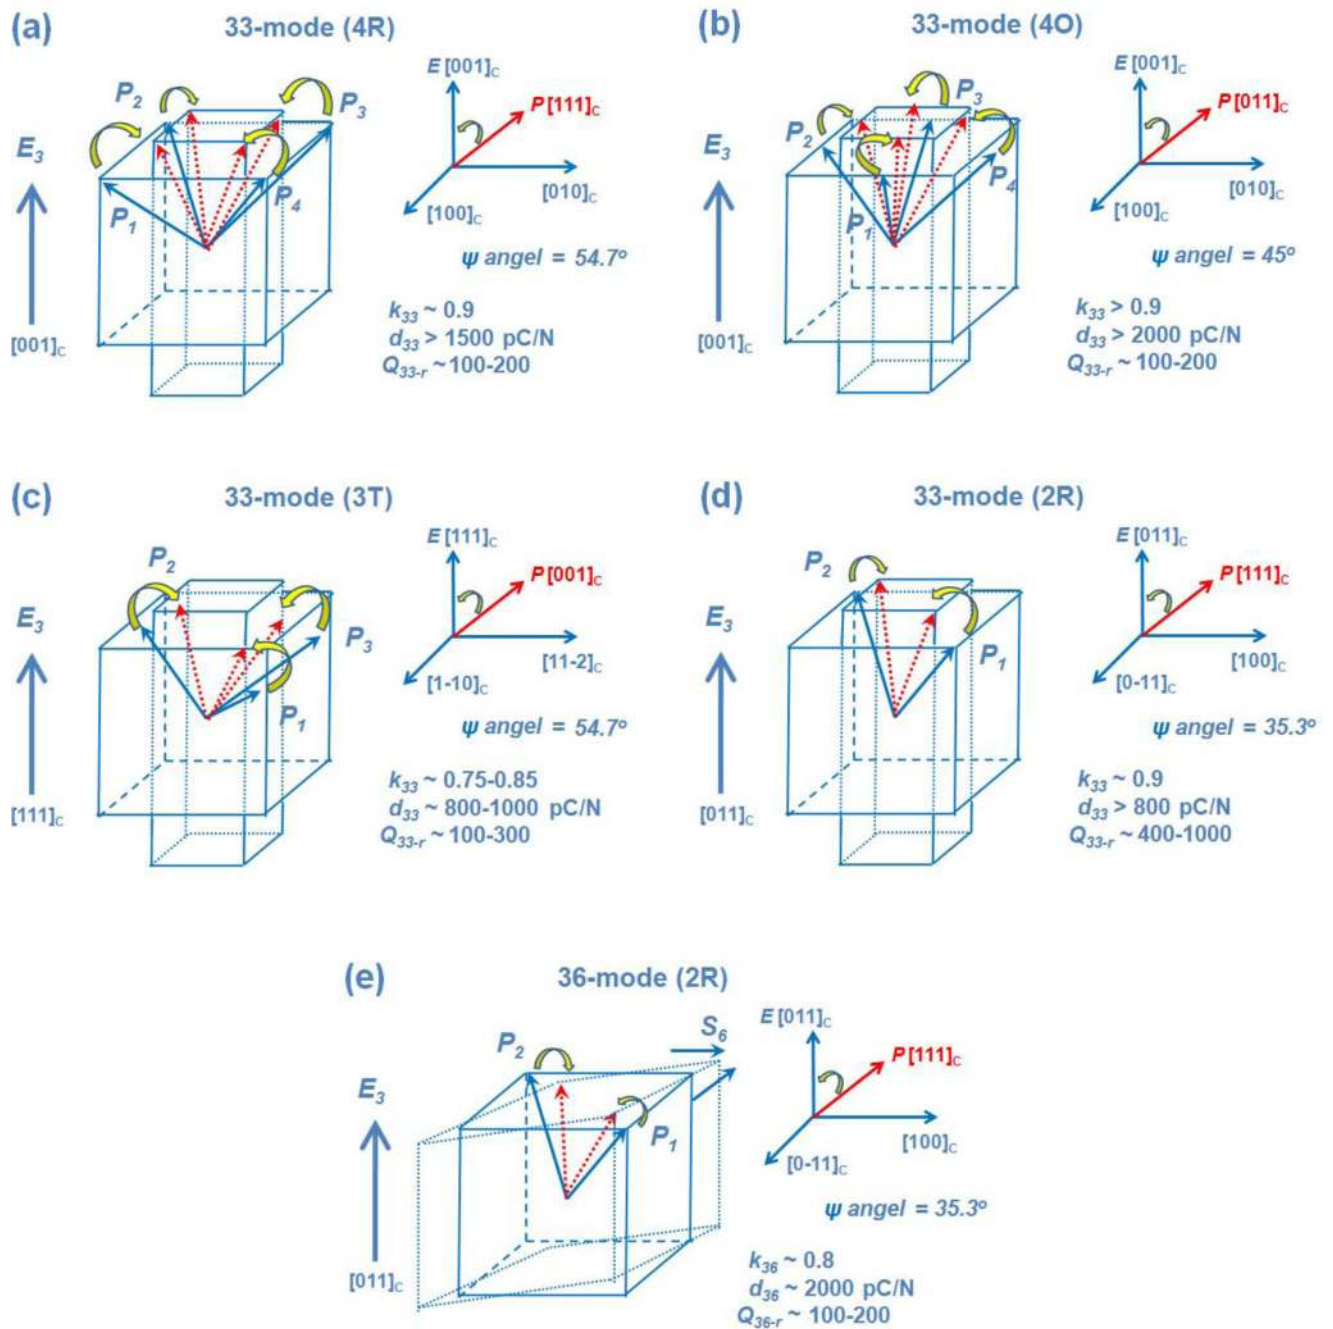 (a)
33-mode (4R)
P2
P3
E3
P1
P4
[001]C
E [001]C
P [111]C
[010]C
[100]C
ψ angel = 54.7o
k33 ~ 0.9
d33 > 1500 pC/N
Q33-r ~ 100-200
(b)
33-mode (4O)
P3
P2
E3
P4
P1
[001]C
E [001]C
P [011]C
[010]C
[100]C
ψ angel = 45o
k33 > 0.9
d33 > 2000 pC/N
Q33-r ~ 100-200
(c)
33-mode (3T)
P2
E3
P3
P1
[111]C
E [111]C
P [001]C
[11-2]C
[1-10]C
ψ angel = 54.7o
k33 ~ 0.75-0.85
d33 ~ 800-1000 pC/N
Q33-r ~ 100-300
(d)
33-mode (2R)
P2
E3
P1
[011]C
E [011]C
P [111]C
[100]C
[0-11]C
ψ angel = 35.3o
k33 ~ 0.9
d33 > 800 pC/N
Q33-r ~ 400-1000
(e)
36-mode (2R)
S6
P2
E3
P1
[011]C
E [011]C
P [111]C
[100]C
[0-11]C
ψ angel = 35.3o
k36 ~ 0.8
d36 ~ 2000 pC/N
Q36-r ~ 100-200